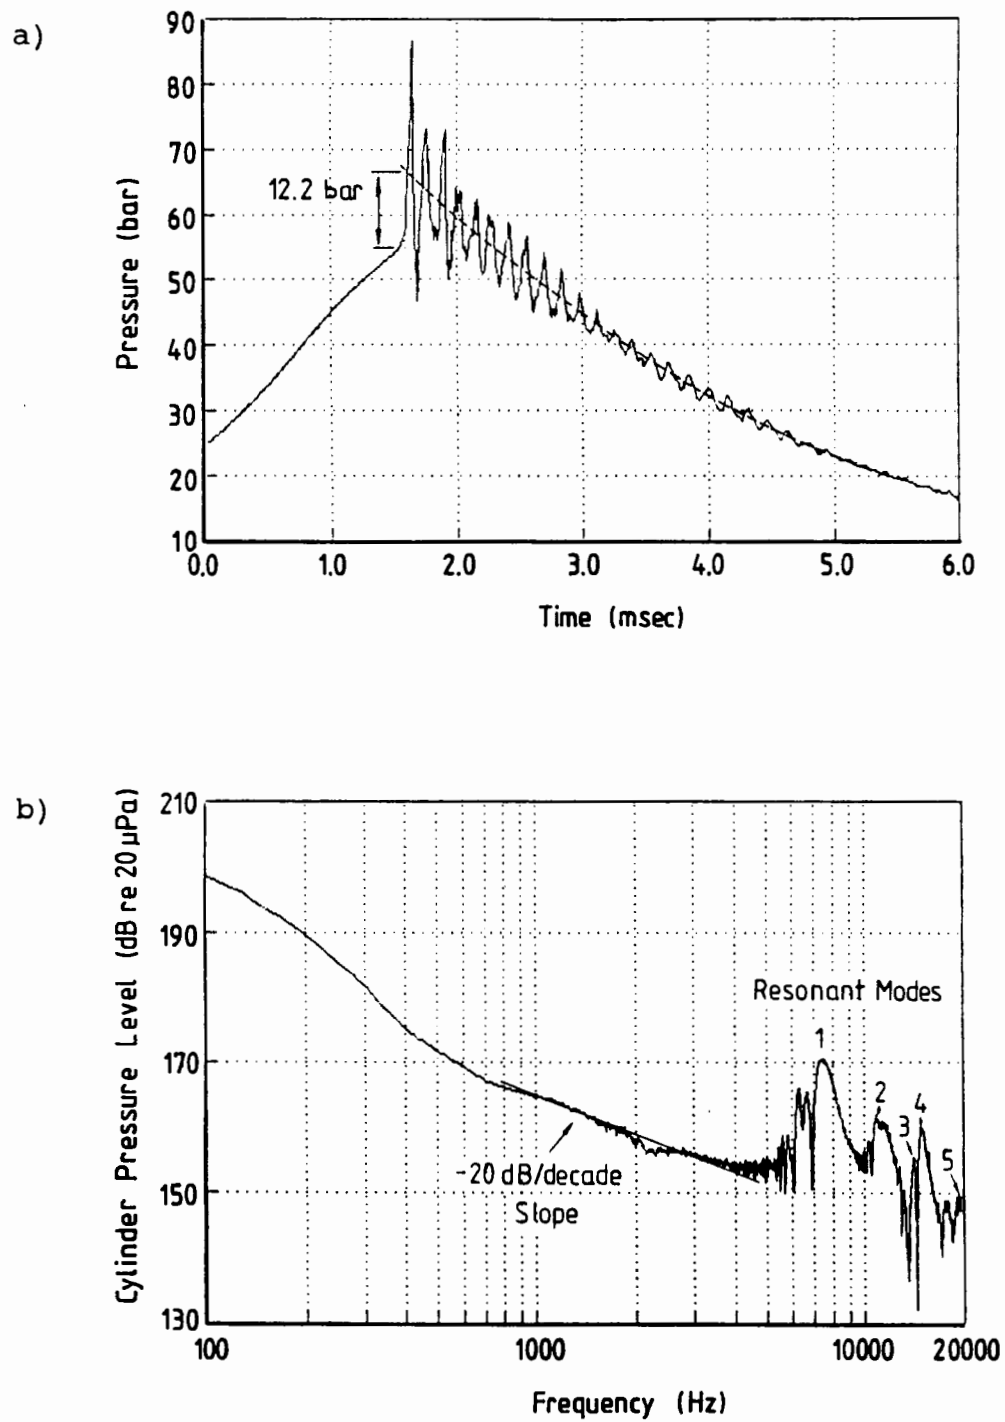 a)
90
80
70
60
50
40
30
20
10
12.2 bar
Pressure (bar)
0.0 1.0 2.0 3.0 4.0 5.0 6.0
Time (msec)
b)
210
190
170
150
130
Cylinder Pressure Level (dB re 20 µPa)
Resonant Modes
1
2
3
4
5
-20 dB/decade
Slope
100 1000 10000 20000
Frequency (Hz)